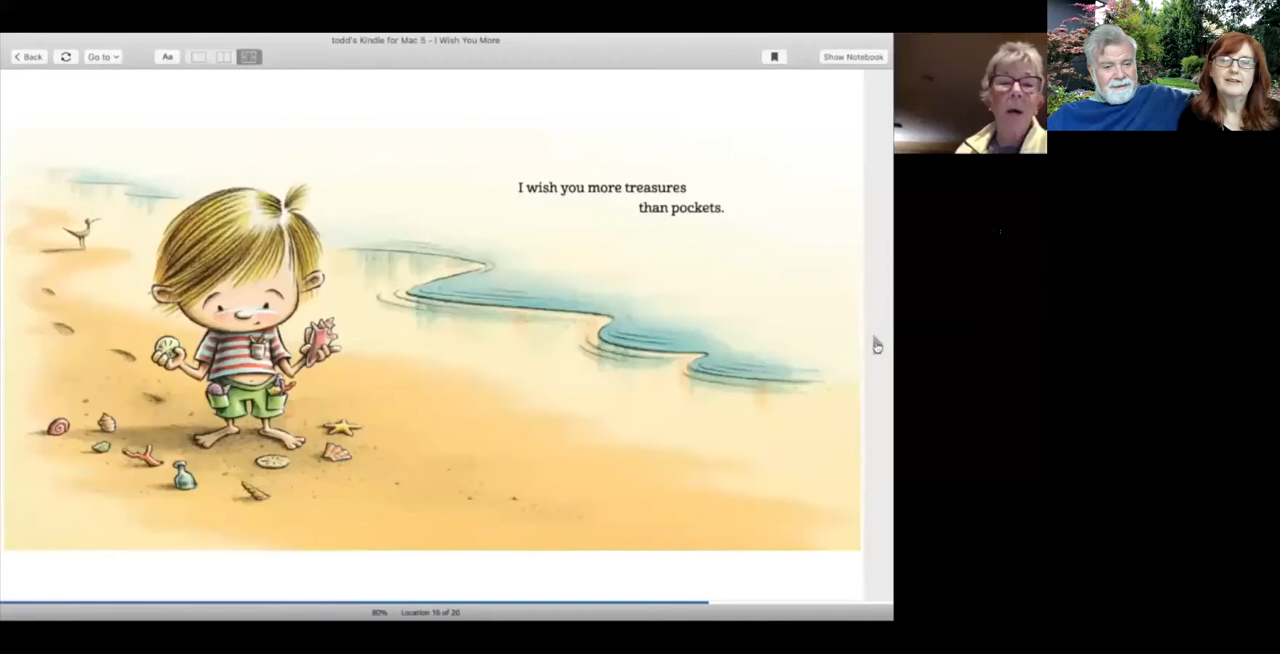 todd's Kindle for Mac 5 - I Wish You More
Back Go to Aa Show Notebook
I wish you more treasures
than pockets.
80% Location 16 of 20